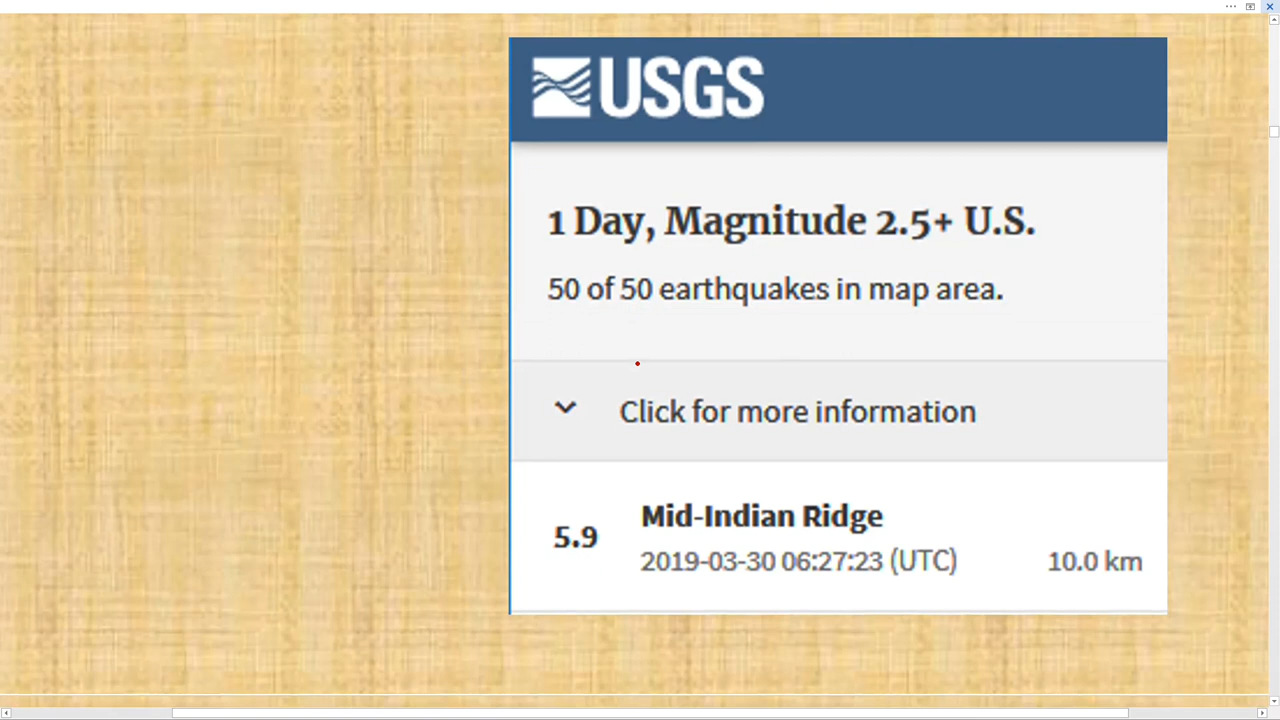 USGS
1 Day, Magnitude 2.5+ U.S.
50 of 50 earthquakes in map area.
Click for more information
5.9
Mid-Indian Ridge
2019-03-30 06:27:23 (UTC) 10.0 km